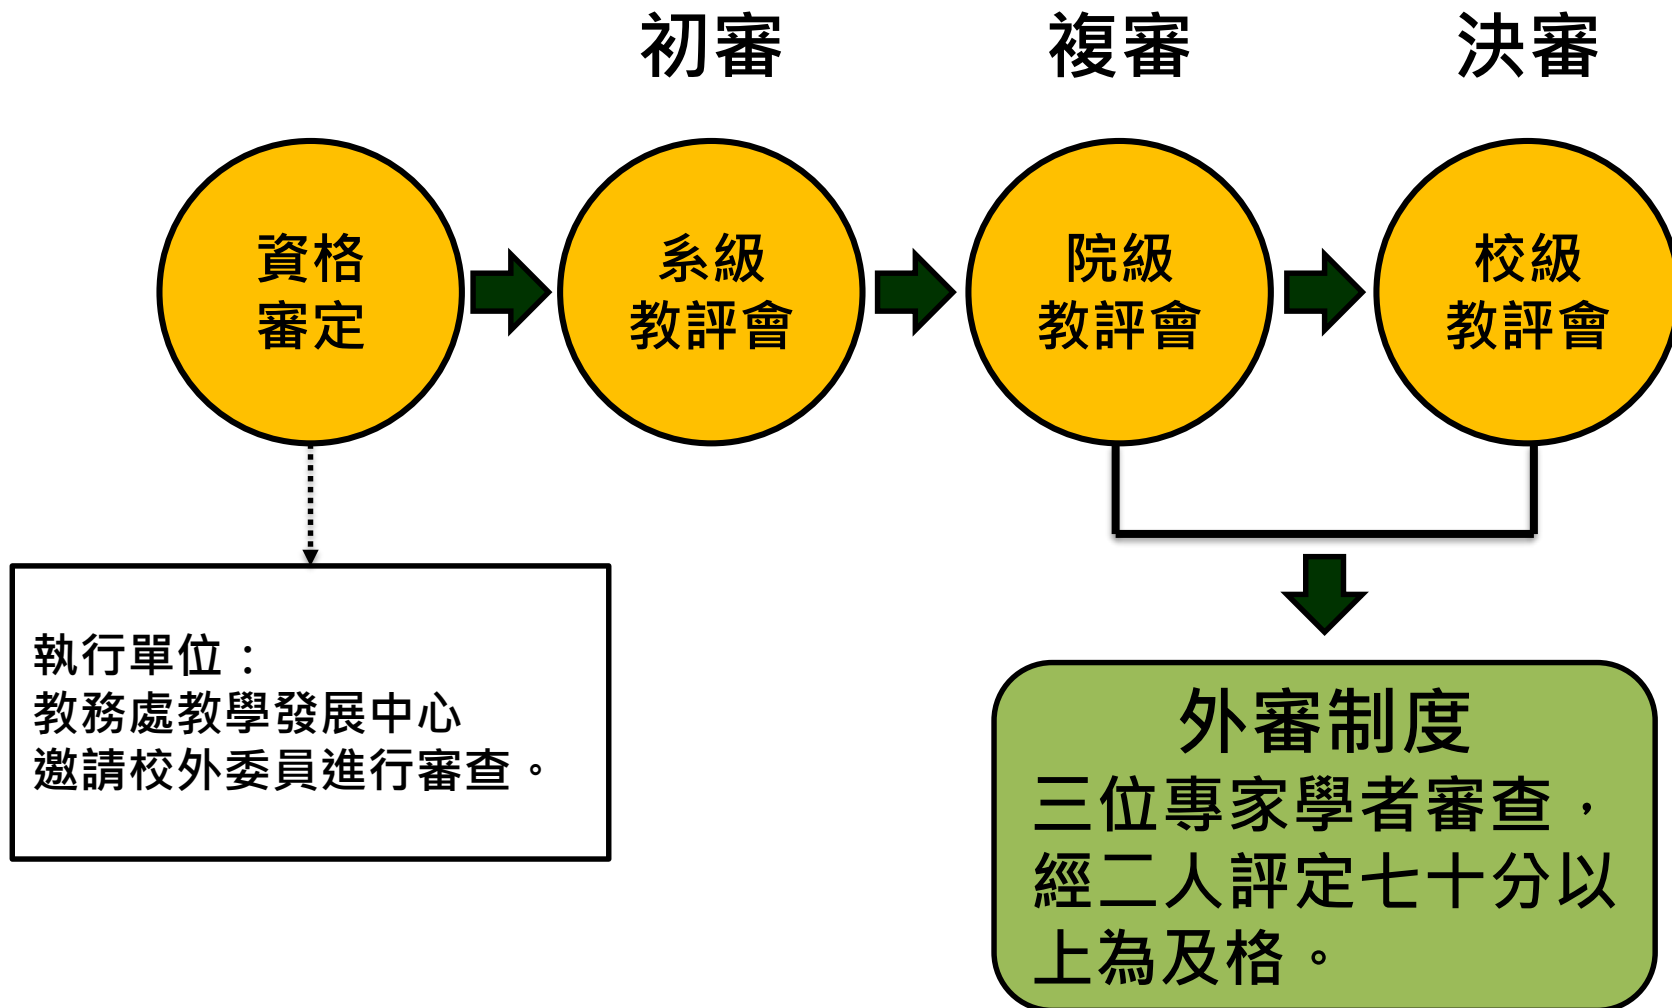 初審
複審
決審
資格
審定
系級
教評會
院級
教評會
校級
教評會
執行單位：
教務處教學發展中心
邀請校外委員進行審查。
外審制度
三位專家學者審查，
經二人評定七十分以
上為及格。